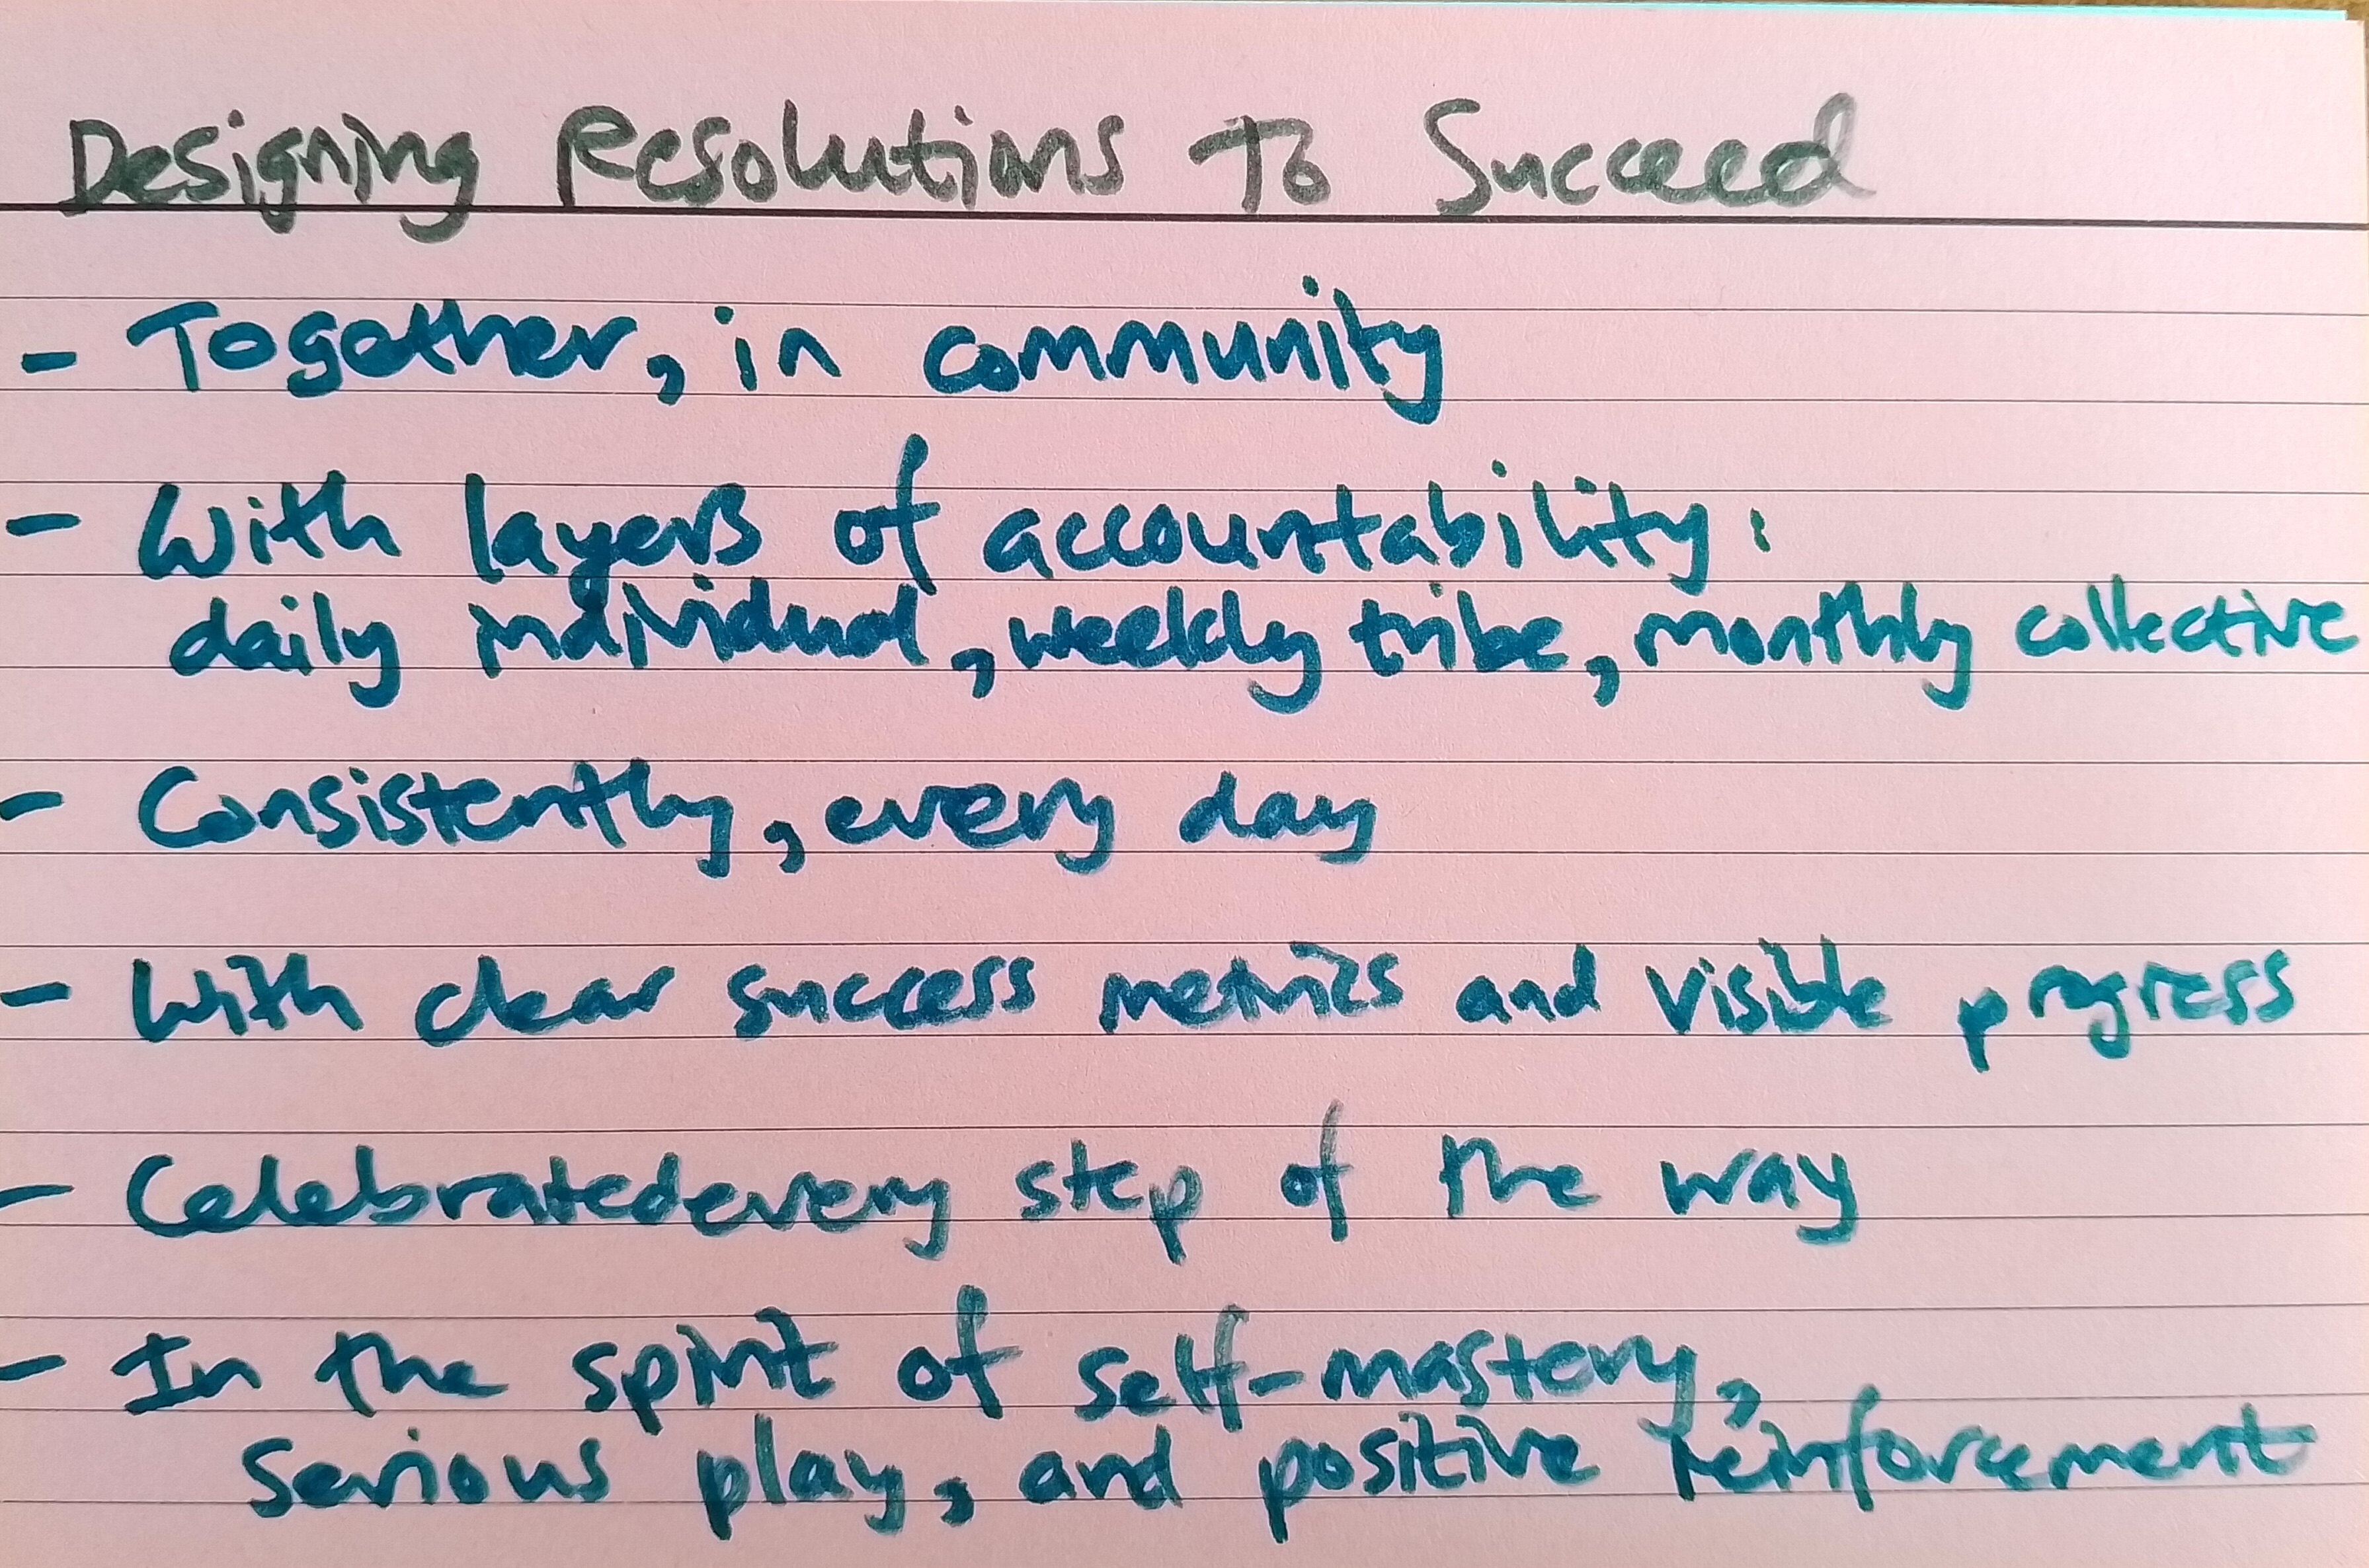 Designing Resolutions To Succeed
- Together, in community
- With layers of accountability:
daily individual, weekly tribe, monthly collective
- Consistently, every day
- With clear success metrics and visible progress
- Celebrated every step of the way
- In the spirit of self-mastery,
serious play, and positive reinforcement